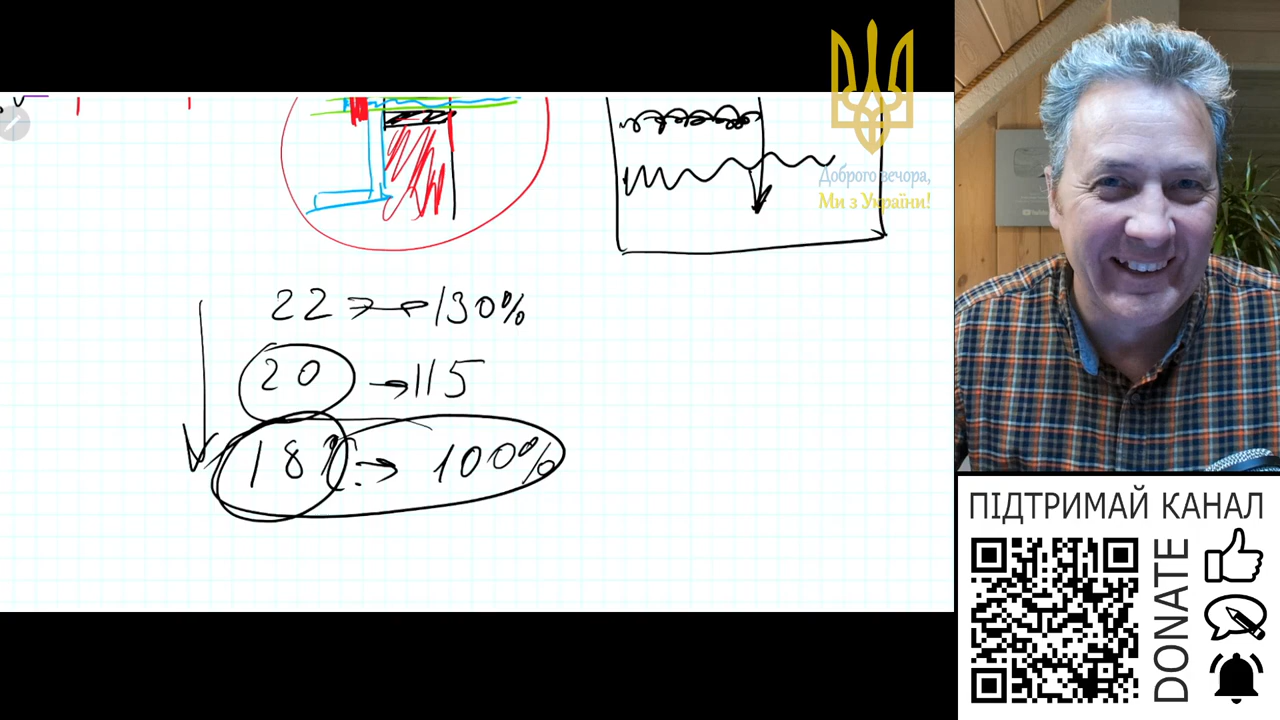 Доброго вечора,
Ми з України!
22 → 130%
20 → 115
18 → 100%
ПІДТРИМАЙ КАНАЛ
DONATE